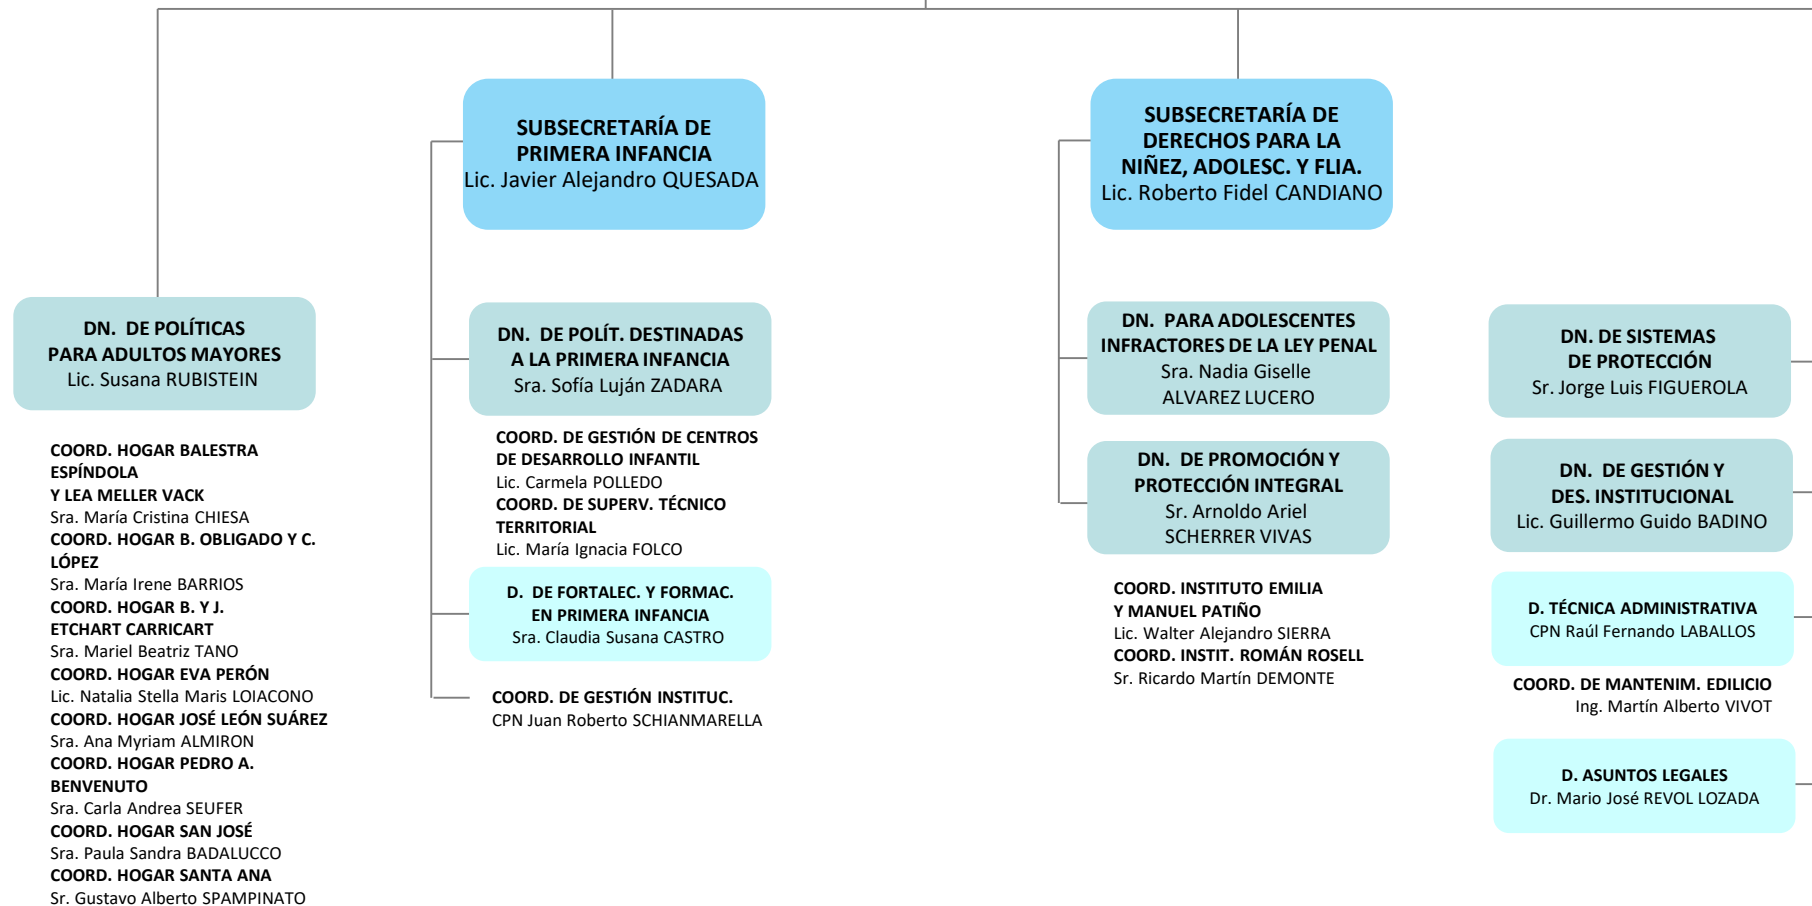 SUBSECRETARÍA DE
PRIMERA INFANCIA
Lic. Javier Alejandro QUESADA
SUBSECRETARÍA DE
DERECHOS PARA LA
NIÑEZ, ADOLESC. Y FLIA.
Lic. Roberto Fidel CANDIANO
DN. DE POLÍTICAS
PARA ADULTOS MAYORES
Lic. Susana RUBISTEIN
COORD. HOGAR BALESTRA
ESPÍNDOLA
Y LEA MELLER VACK
Sra. María Cristina CHIESA
COORD. HOGAR B. OBLIGADO Y C.
LÓPEZ
Sra. María Irene BARRIOS
COORD. HOGAR B. Y J.
ETCHART CARRICART
Sra. Mariel Beatriz TANO
COORD. HOGAR EVA PERÓN
Lic. Natalia Stella Maris LOIACONO
COORD. HOGAR JOSÉ LEÓN SUÁREZ
Sra. Ana Myriam ALMIRON
COORD. HOGAR PEDRO A.
BENVENUTO
Sra. Carla Andrea SEUFER
COORD. HOGAR SAN JOSÉ
Sra. Paula Sandra BADALUCCO
COORD. HOGAR SANTA ANA
Sr. Gustavo Alberto SPAMPINATO
DN. DE POLÍT. DESTINADAS
A LA PRIMERA INFANCIA
Sra. Sofía Luján ZADARA
COORD. DE GESTIÓN DE CENTROS
DE DESARROLLO INFANTIL
Lic. Carmela POLLEDO
COORD. DE SUPERV. TÉCNICO
TERRITORIAL
Lic. María Ignacia FOLCO
D. DE FORTALEC. Y FORMAC.
EN PRIMERA INFANCIA
Sra. Claudia Susana CASTRO
COORD. DE GESTIÓN INSTITUC.
CPN Juan Roberto SCHIANMARELLA
DN. PARA ADOLESCENTES
INFRACTORES DE LA LEY PENAL
Sra. Nadia Giselle
ALVAREZ LUCERO
DN. DE PROMOCIÓN Y
PROTECCIÓN INTEGRAL
Sr. Arnoldo Ariel
SCHERRER VIVAS
COORD. INSTITUTO EMILIA
Y MANUEL PATIÑO
Lic. Walter Alejandro SIERRA
COORD. INSTIT. ROMÁN ROSELL
Sr. Ricardo Martín DEMONTE
DN. DE SISTEMAS
DE PROTECCIÓN
Sr. Jorge Luis FIGUEROLA
DN. DE GESTIÓN Y
DES. INSTITUCIONAL
Lic. Guillermo Guido BADINO
D. TÉCNICA ADMINISTRATIVA
CPN Raúl Fernando LABALLOS
COORD. DE MANTENIM. EDILICIO
Ing. Martín Alberto VIVOT
D. ASUNTOS LEGALES
Dr. Mario José REVOL LOZADA